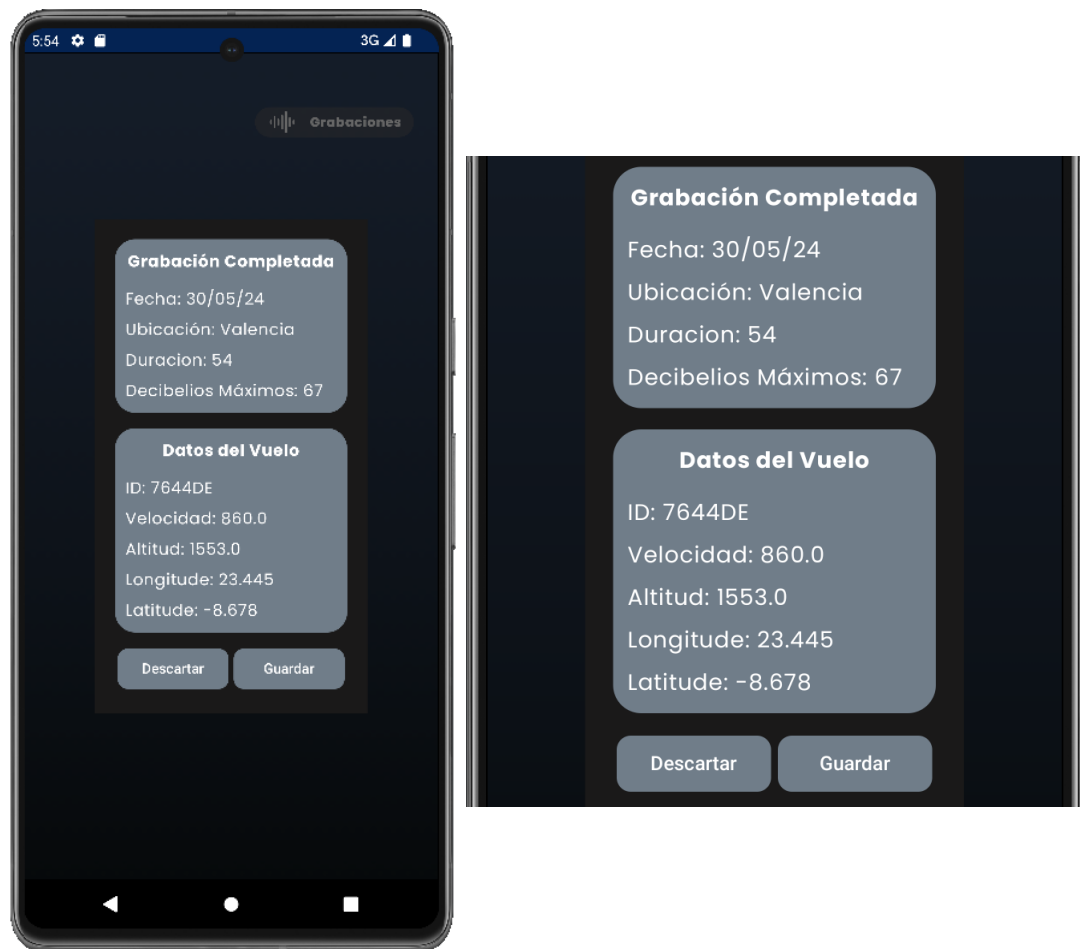 5:54
3G
Grabaciones
Grabación Completada
Fecha: 30/05/24
Ubicación: Valencia
Duracion: 54
Decibelios Máximos: 67
Datos del Vuelo
ID: 7644DE
Velocidad: 860.0
Altitud: 1553.0
Longitude: 23.445
Latitude: -8.678
Descartar
Guardar
Grabación Completada
Fecha: 30/05/24
Ubicación: Valencia
Duracion: 54
Decibelios Máximos: 67
Datos del Vuelo
ID: 7644DE
Velocidad: 860.0
Altitud: 1553.0
Longitude: 23.445
Latitude: -8.678
Descartar
Guardar